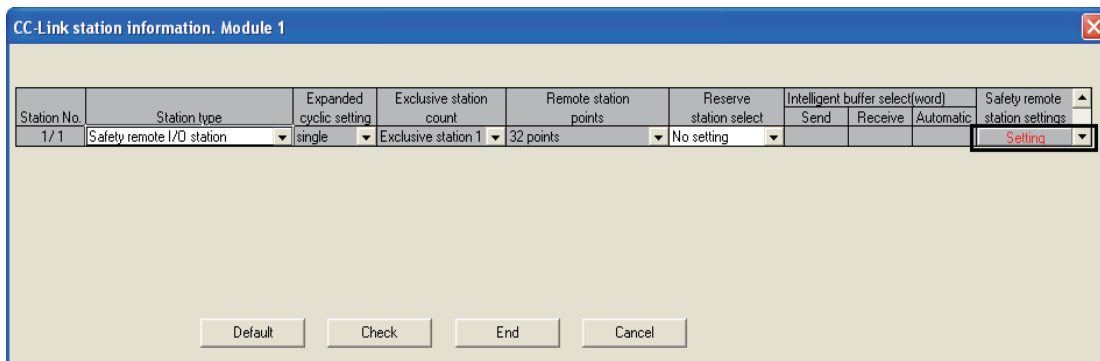 CC-Link station information. Module 1
Expanded Exclusive station Remote station Reserve Intelligent buffer select(word) Safety remote
Station No. Station type cyclic setting count points station select Send Receive Automatic station settings
1/1 Safety remote I/O station single Exclusive station 1 32 points No setting Setting
Default Check End Cancel